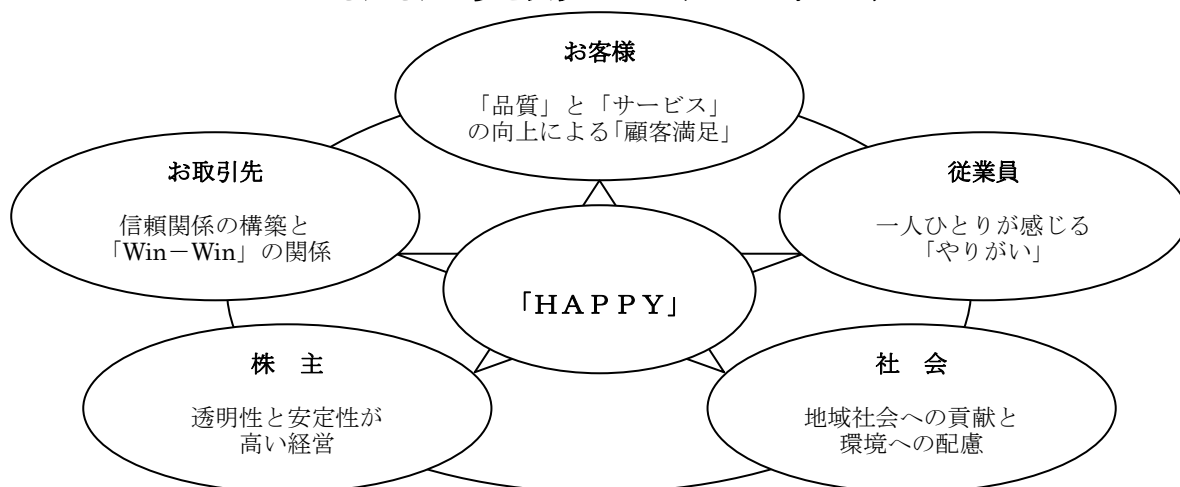 お客様
「品質」と「サービス」
の向上による「顧客満足」
お取引先
信頼関係の構築と
「Win－Win」の関係
従業員
一人ひとりが感じる
「やりがい」
「ＨＡＰＰＹ」
株　主
透明性と安定性が
高い経営
社　会
地域社会への貢献と
環境への配慮